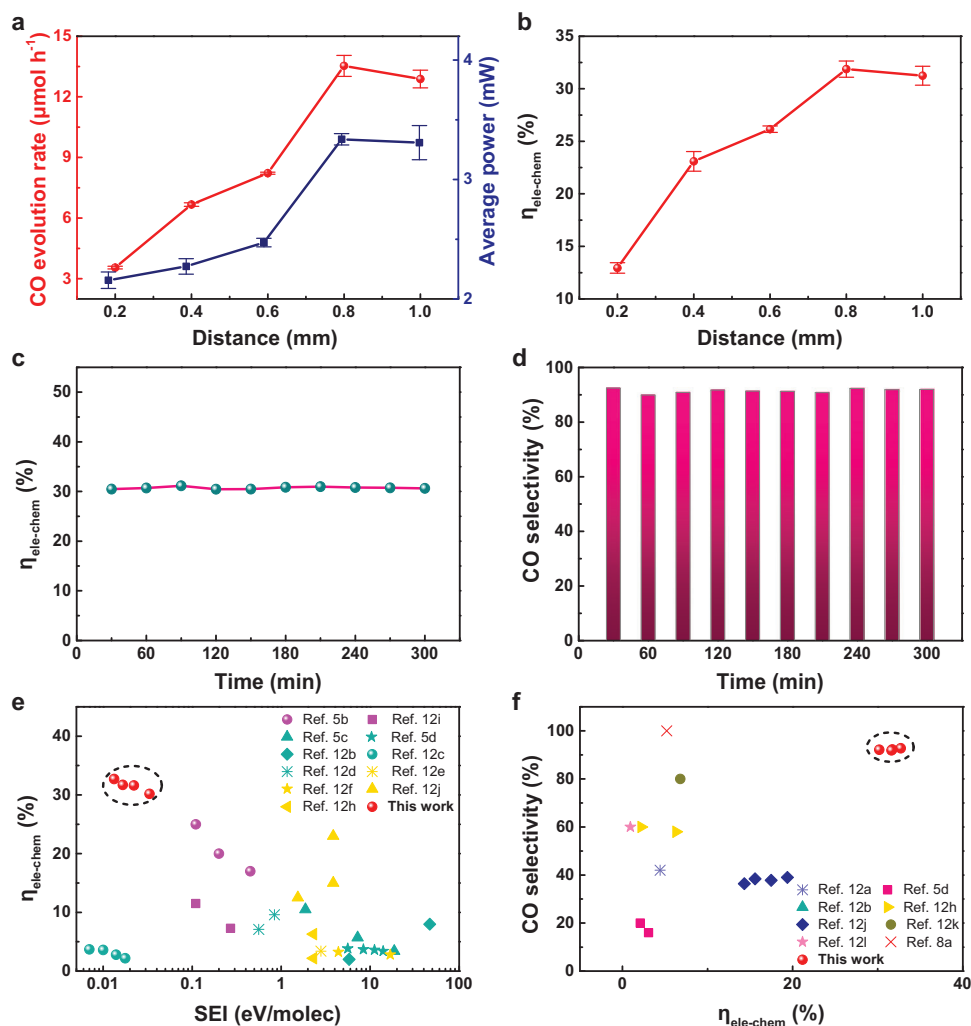 a
15
12
9
6
3
CO evolution rate (μmol h⁻¹)
4
3
2
Average power (mW)
0.2 0.4 0.6 0.8 1.0
Distance (mm)
b
35
30
25
20
15
10
η_ele-chem (%)
0.2 0.4 0.6 0.8 1.0
Distance (mm)
c
50
40
30
20
10
0
η_ele-chem (%)
0 60 120 180 240 300
Time (min)
d
100
80
60
40
20
0
CO selectivity (%)
0 60 120 180 240 300
Time (min)
e
40
30
20
10
0
η_ele-chem (%)
0.01 0.1 1 10 100
SEI (eV/molec)
Ref. 5b Ref. 12i
Ref. 5c Ref. 5d
Ref. 12b Ref. 12c
Ref. 12d Ref. 12e
Ref. 12f Ref. 12j
Ref. 12h This work
f
100
80
60
40
20
0
CO selectivity (%)
0 20 40
η_ele-chem (%)
Ref. 12a Ref. 5d
Ref. 12b Ref. 12h
Ref. 12j Ref. 12k
Ref. 12l Ref. 8a
This work